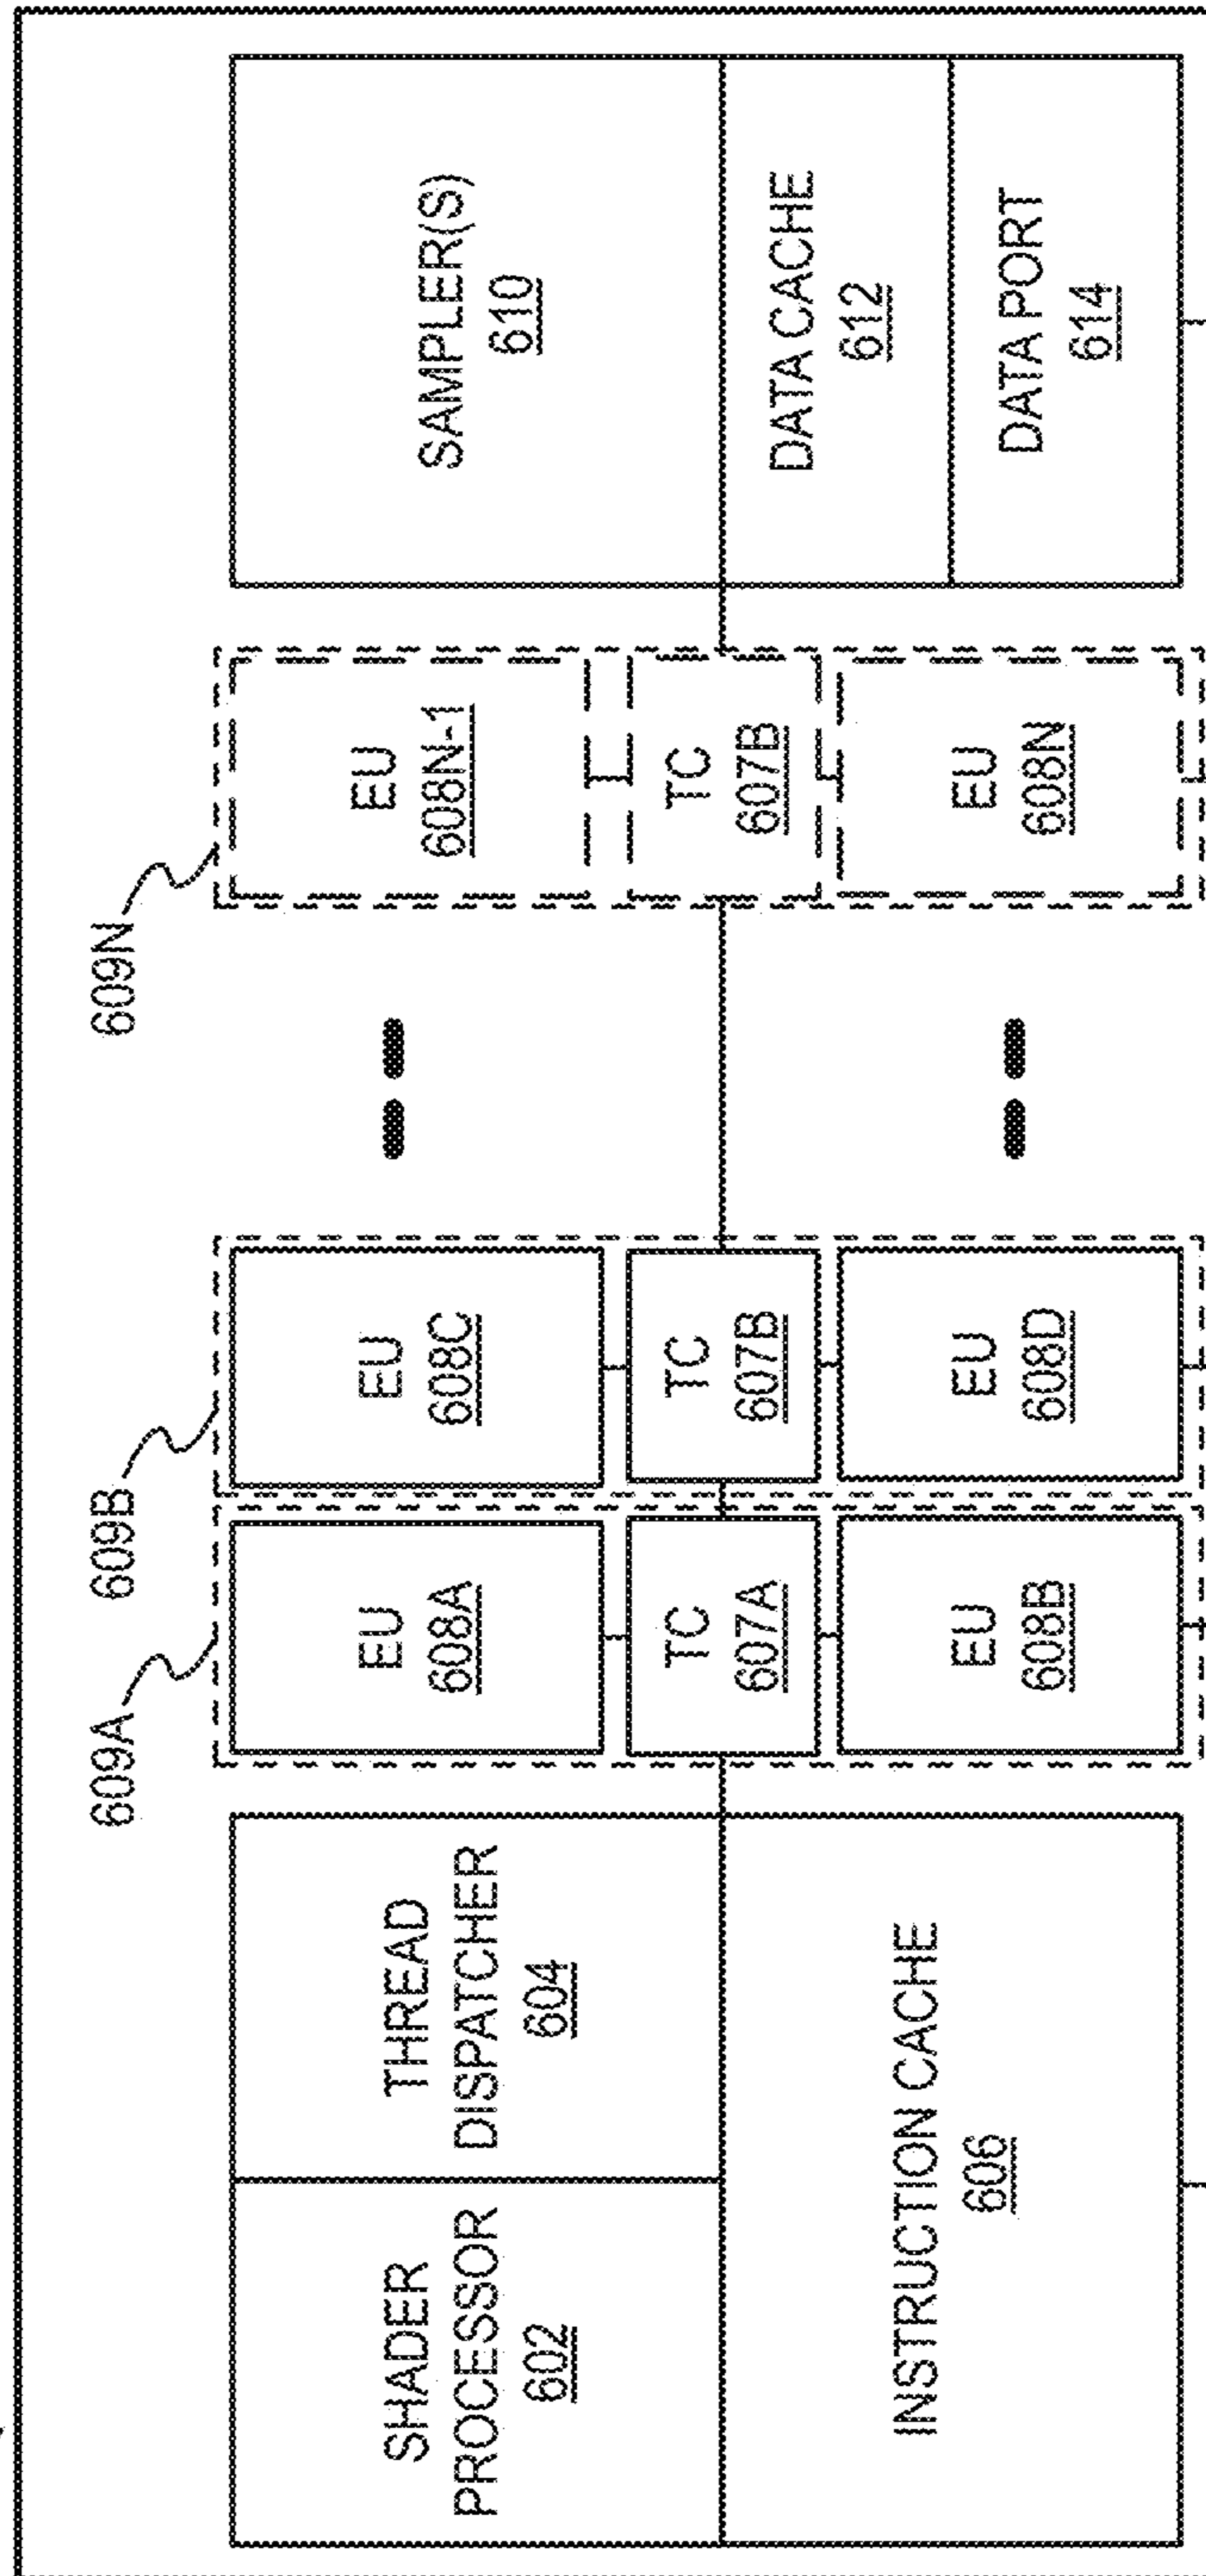 609A
609B
609N
SHADER
PROCESSOR
602
THREAD
DISPATCHER
604
INSTRUCTION CACHE
606
EU
608A
TC
607A
EU
608B
EU
608C
TC
607B
EU
608D
EU
608N-1
TC
607B
EU
608N
SAMPLER(S)
610
DATA CACHE
612
DATA PORT
614